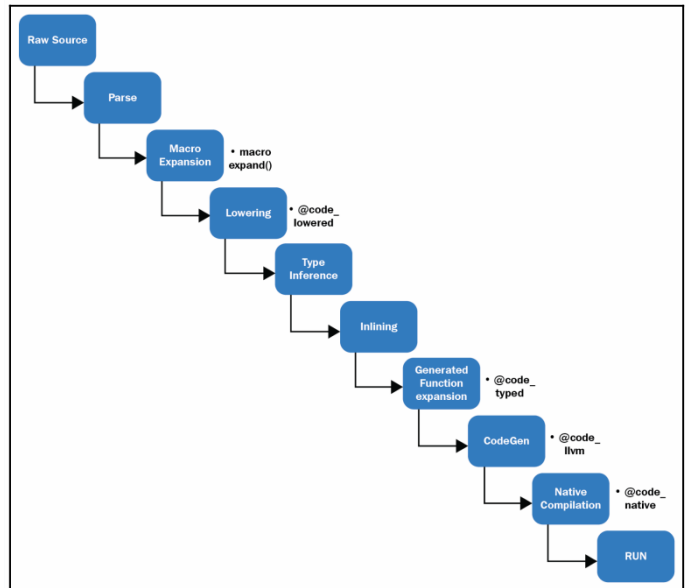 Raw Source
Parse
Macro
Expansion
• macro
expand()
Lowering
• @code_
lowered
Type
Inference
Inlining
Generated
Function
expansion
• @code_
typed
CodeGen
• @code_
llvm
Native
Compilation
• @code_
native
RUN